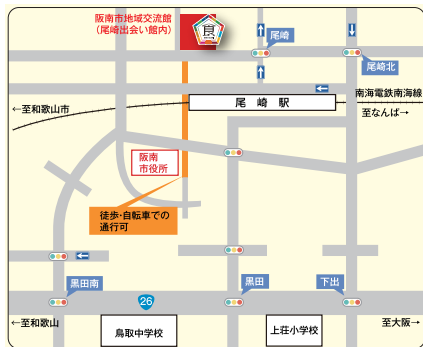 阪南市地域交流館
(尾崎出会い館内)
食
尾崎
尾崎北
南海電鉄南海線
←至和歌山市
尾崎駅
至なんば→
阪南
市役所
徒歩・自転車での
通行可
黒田南
26
黒田
下出
←至和歌山
鳥取中学校
上荘小学校
至大阪→